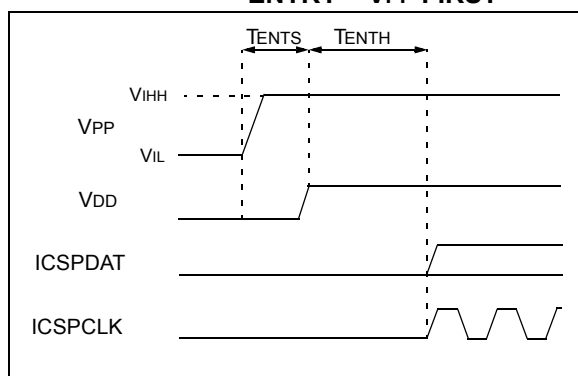 ENTRY – VPP FIRST
TENTS TENTH
VIHH
VPP
VIL
VDD
ICSPDAT
ICSPCLK